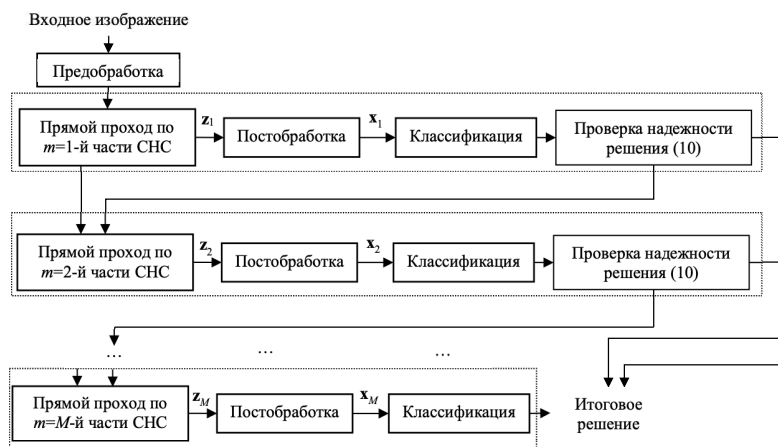 Входное изображение
Предобработка
Прямой проход по
m=1-й части СНС
z1
Постобработка
x1
Классификация
Проверка надежности
решения (10)
Прямой проход по
m=2-й части СНС
z2
Постобработка
x2
Классификация
Проверка надежности
решения (10)
... ... ...
Прямой проход по
m=M-й части СНС
zM
Постобработка
xM
Классификация
Итоговое
решение